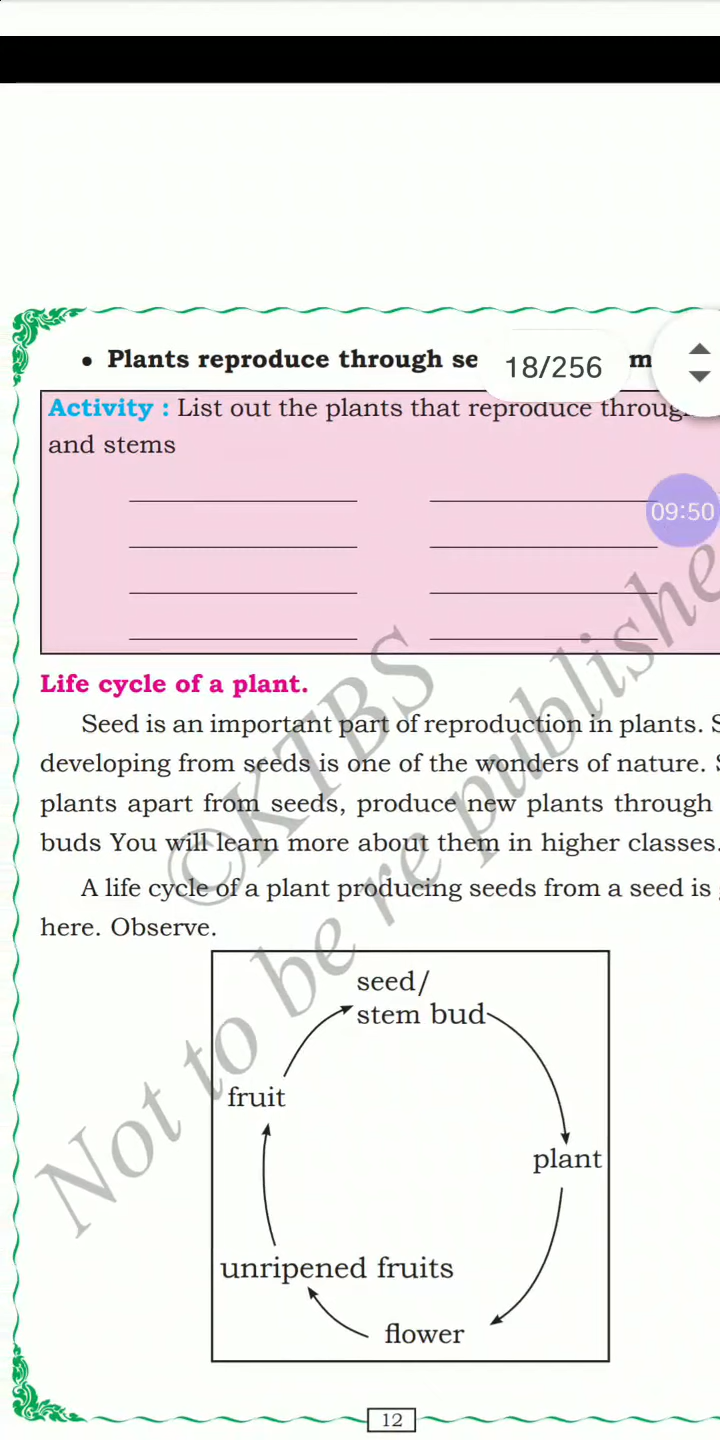 • Plants reproduce through
18/256
Activity : List out the plants that reproduce
and stems
09:50
Life cycle of a plant.
Seed is an important part of reproduction in plants.
developing from seeds is one of the wonders of nature.
plants apart from seeds, produce new plants through
buds You will learn more about them in higher classes.
A life cycle of a plant producing seeds from a seed is
here. Observe.
seed/
stem bud
fruit
plant
unripened fruits
flower
©KTBS
Not to be re
12